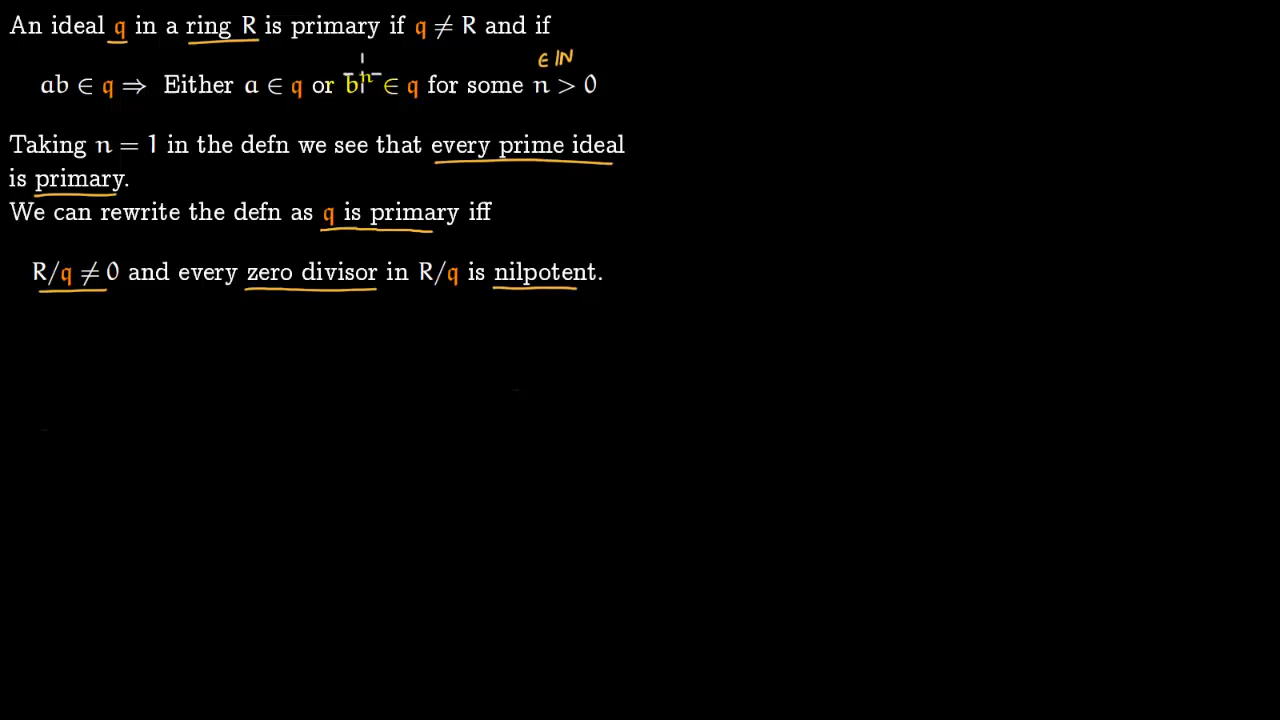 An ideal 𝔮 in a ring R is primary if 𝔮 ≠ R and if
∈ ℕ
ab ∈ 𝔮 ⇒ Either a ∈ 𝔮 or bⁿ ∈ 𝔮 for some n > 0
Taking n = 1 in the defn we see that every prime ideal
is primary.
We can rewrite the defn as 𝔮 is primary iff
R/𝔮 ≠ 0 and every zero divisor in R/𝔮 is nilpotent.